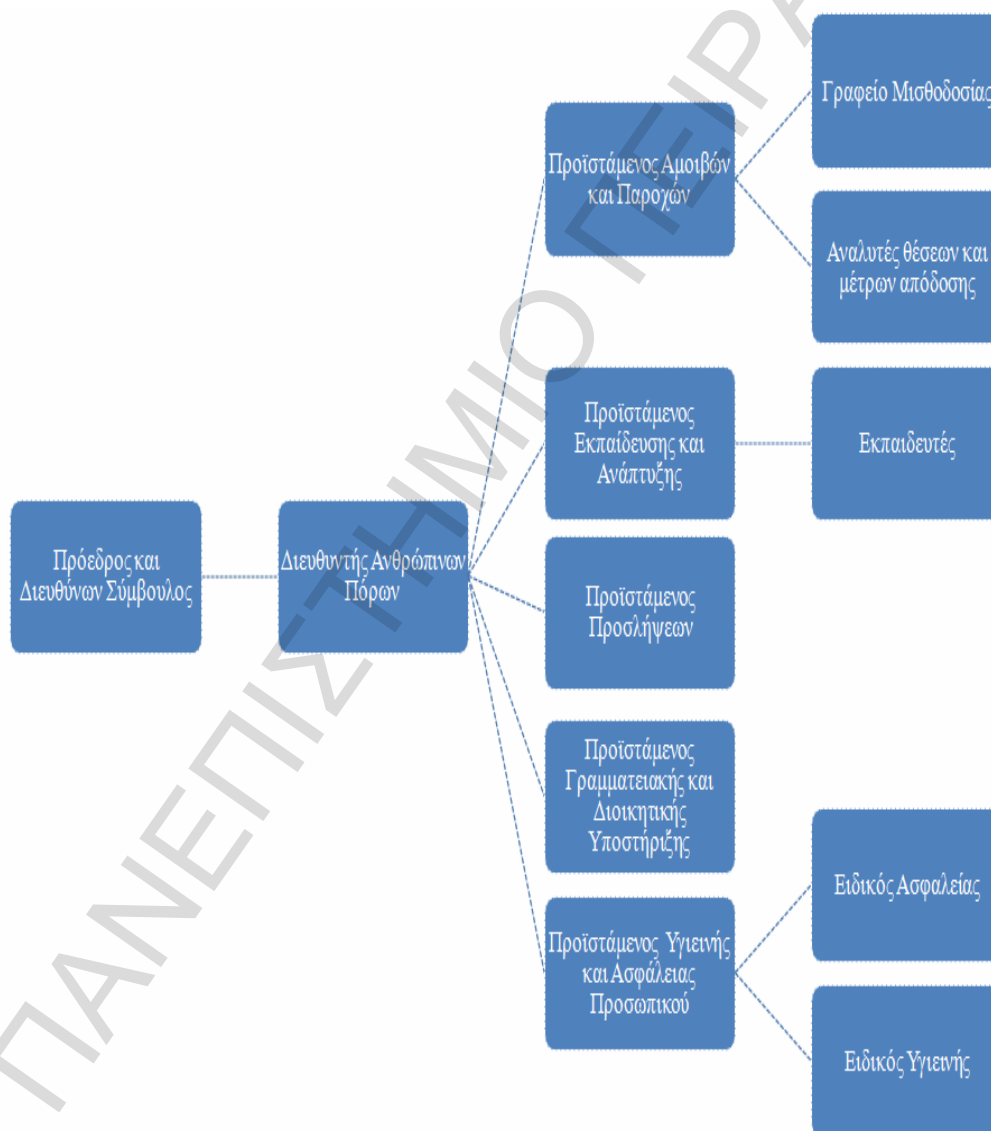 Γραφείο Μισθοδοσίας
Προϊστάμενος Αμοιβών
και Παροχών
Αναλυτές θέσεων και
μέτρων απόδοσης
Προϊστάμενος
Εκπαίδευσης και
Ανάπτυξης
Εκπαιδευτές
Πρόεδρος και
Διευθύνων Σύμβουλος
Διευθυντής Ανθρώπινων
Πόρων
Προϊστάμενος
Προσλήψεων
Προϊστάμενος
Γραμματειακής και
Διοικητικής
Υποστήριξης
Ειδικός Ασφαλείας
Προϊστάμενος Υγιεινής
και Ασφάλειας
Προσωπικού
Ειδικός Υγιεινής
ΠΑΝΕΠΙΣΤΗΜΙΟ ΠΕΙΡΑ